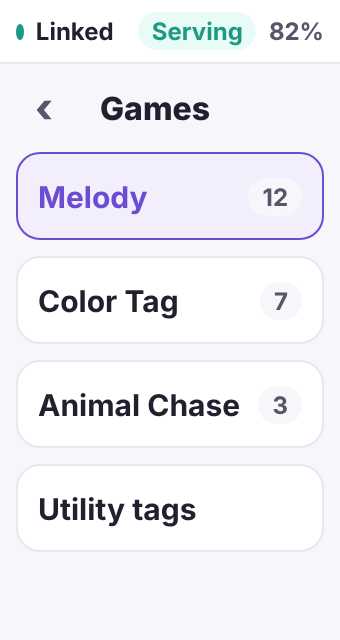 Linked Serving 82%
‹ Games
Melody 12
Color Tag 7
Animal Chase 3
Utility tags